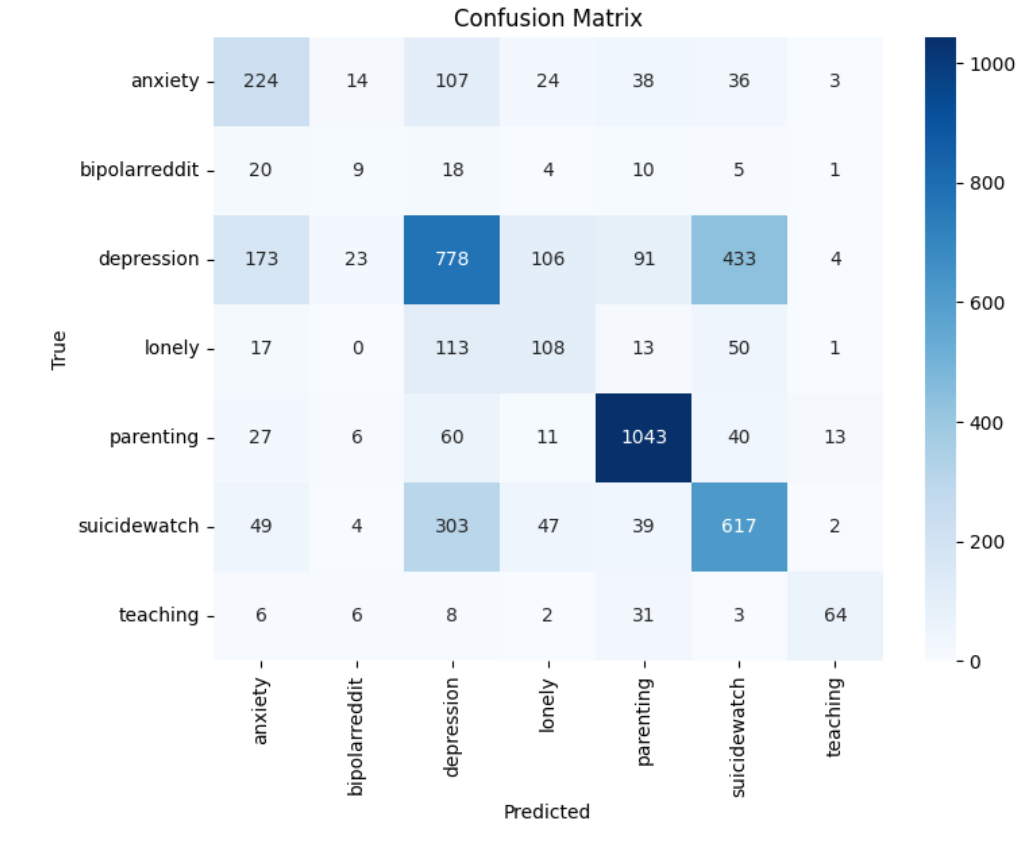 Confusion Matrix
anxiety 224 14 107 24 38 36 3
bipolarreddit 20 9 18 4 10 5 1
depression 173 23 778 106 91 433 4
lonely 17 0 113 108 13 50 1
parenting 27 6 60 11 1043 40 13
suicidewatch 49 4 303 47 39 617 2
teaching 6 6 8 2 31 3 64
True
anxiety bipolarreddit depression lonely parenting suicidewatch teaching
Predicted
1000
800
600
400
200
0